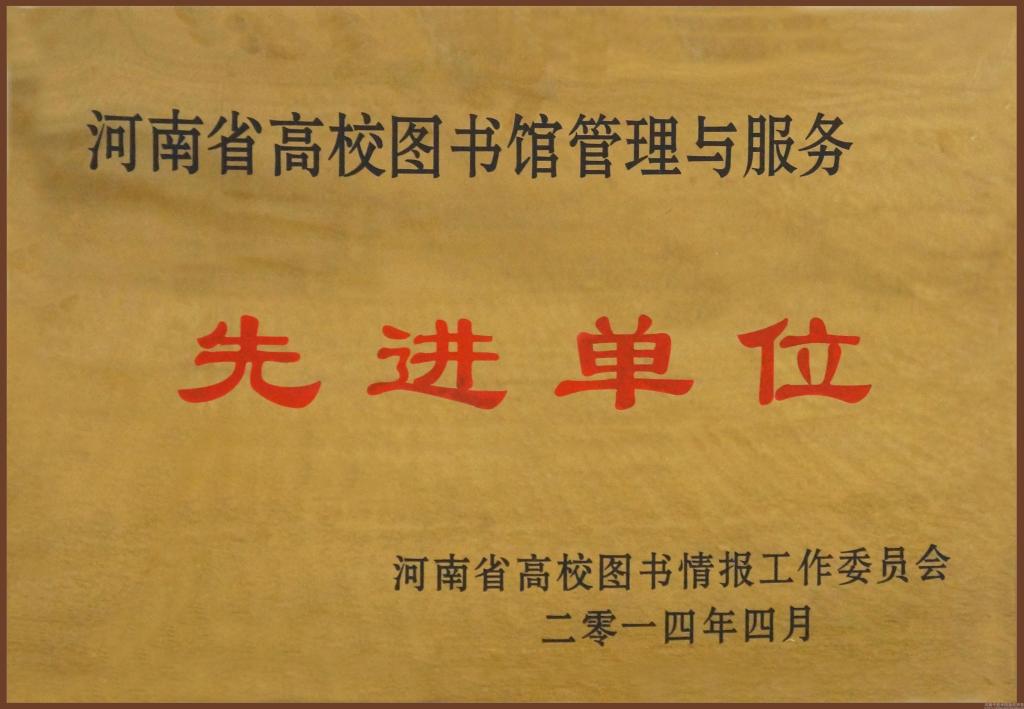 河南省高校图书馆管理与服务
先进单位
河南省高校图书情报工作委员会
二零一四年四月